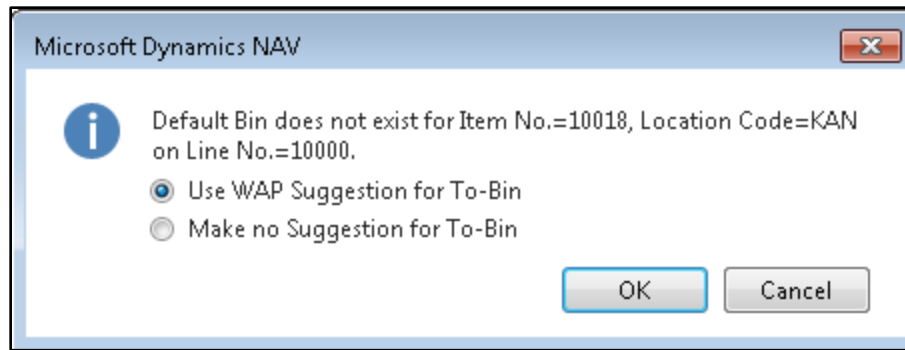 Microsoft Dynamics NAV
Default Bin does not exist for Item No.=10018, Location Code=KAN
on Line No.=10000.
Use WAP Suggestion for To-Bin
Make no Suggestion for To-Bin
OK Cancel